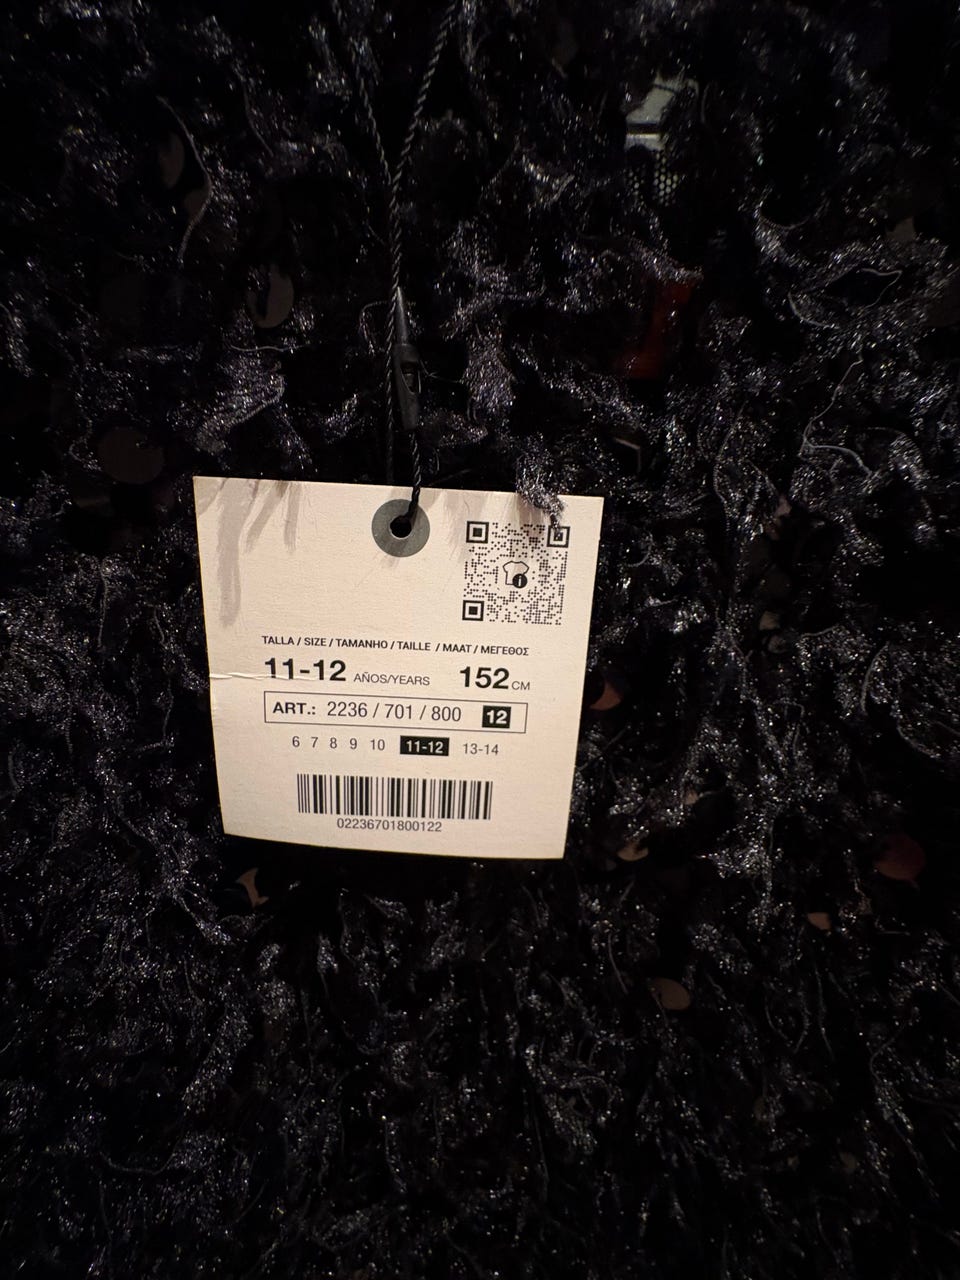 TALLA / SIZE / TAMANHO / TAILLE / MAAT / ΜΕΓΕΘΟΣ
11-12 AÑOS/YEARS 152 CM
ART.: 2236 / 701 / 800 12
6 7 8 9 10 11-12 13-14
02236701800122